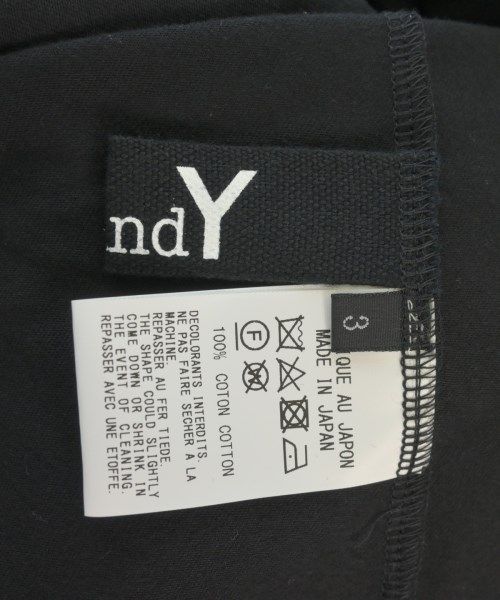 ndY
3
QUE AU JAPON
MADE IN JAPAN
F
100% COTON COTTON
DECOLORANTS INTERDITS.
NE PAS FAIRE SECHER A LA
MACHINE.
REPASSER AU FER TIEDE.
THE SHAPE COULD SLIGHTLY
COME DOWN OR SHRINK IN
THE EVENT OF CLEANING.
REPASSER AVEC UNE ETOFFE.